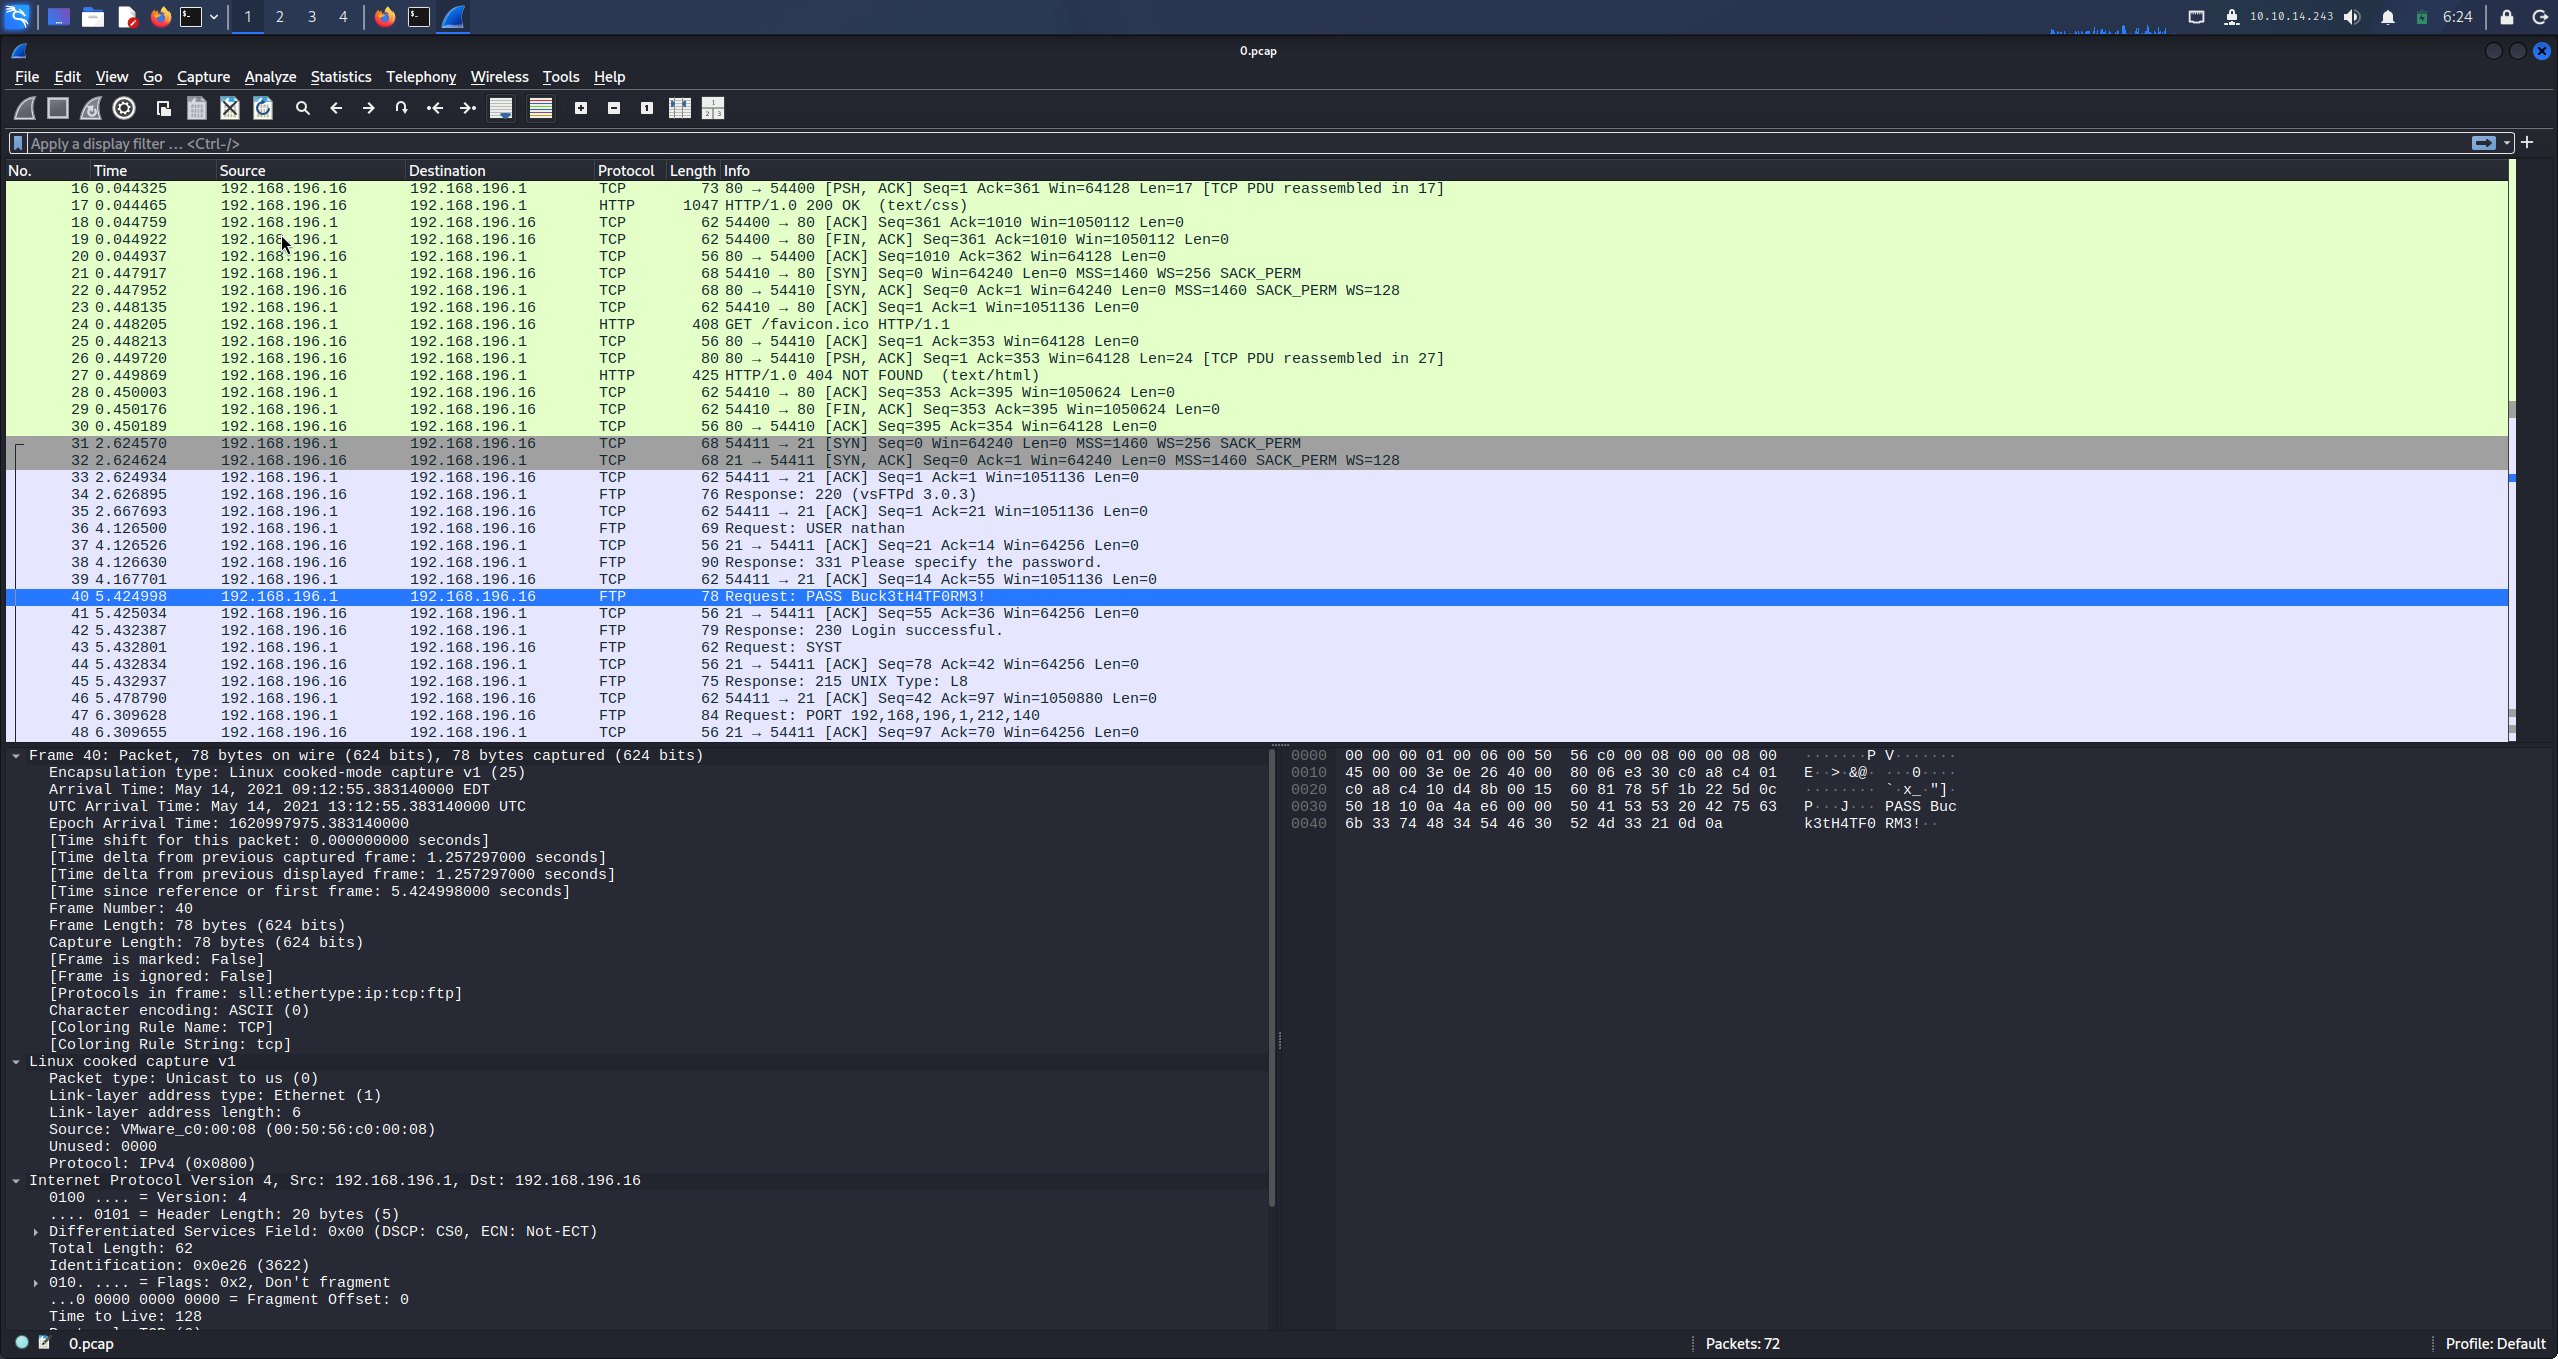 1 2 3 4 10.10.14.243 6:24
0.pcap
File Edit View Go Capture Analyze Statistics Telephony Wireless Tools Help
Apply a display filter … <Ctrl-/>
No. Time Source Destination Protocol Length Info
16 0.044325 192.168.196.16 192.168.196.1 TCP 73 80 → 54400 [PSH, ACK] Seq=1 Ack=361 Win=64128 Len=17 [TCP PDU reassembled in 17]
17 0.044465 192.168.196.16 192.168.196.1 HTTP 1047 HTTP/1.0 200 OK  (text/css)
18 0.044759 192.168.196.1 192.168.196.16 TCP 62 54400 → 80 [ACK] Seq=361 Ack=1010 Win=1050112 Len=0
19 0.044922 192.168.196.1 192.168.196.16 TCP 62 54400 → 80 [FIN, ACK] Seq=361 Ack=1010 Win=1050112 Len=0
20 0.044937 192.168.196.16 192.168.196.1 TCP 56 80 → 54400 [ACK] Seq=1010 Ack=362 Win=64128 Len=0
21 0.447917 192.168.196.1 192.168.196.16 TCP 68 54410 → 80 [SYN] Seq=0 Win=64240 Len=0 MSS=1460 WS=256 SACK_PERM
22 0.447952 192.168.196.16 192.168.196.1 TCP 68 80 → 54410 [SYN, ACK] Seq=0 Ack=1 Win=64240 Len=0 MSS=1460 SACK_PERM WS=128
23 0.448135 192.168.196.1 192.168.196.16 TCP 62 54410 → 80 [ACK] Seq=1 Ack=1 Win=1051136 Len=0
24 0.448205 192.168.196.1 192.168.196.16 HTTP 408 GET /favicon.ico HTTP/1.1
25 0.448213 192.168.196.16 192.168.196.1 TCP 56 80 → 54410 [ACK] Seq=1 Ack=353 Win=64128 Len=0
26 0.449720 192.168.196.16 192.168.196.1 TCP 80 80 → 54410 [PSH, ACK] Seq=1 Ack=353 Win=64128 Len=24 [TCP PDU reassembled in 27]
27 0.449869 192.168.196.16 192.168.196.1 HTTP 425 HTTP/1.0 404 NOT FOUND  (text/html)
28 0.450003 192.168.196.1 192.168.196.16 TCP 62 54410 → 80 [ACK] Seq=353 Ack=395 Win=1050624 Len=0
29 0.450176 192.168.196.1 192.168.196.16 TCP 62 54410 → 80 [FIN, ACK] Seq=353 Ack=395 Win=1050624 Len=0
30 0.450189 192.168.196.16 192.168.196.1 TCP 56 80 → 54410 [ACK] Seq=395 Ack=354 Win=64128 Len=0
31 2.624570 192.168.196.1 192.168.196.16 TCP 68 54411 → 21 [SYN] Seq=0 Win=64240 Len=0 MSS=1460 WS=256 SACK_PERM
32 2.624624 192.168.196.16 192.168.196.1 TCP 68 21 → 54411 [SYN, ACK] Seq=0 Ack=1 Win=64240 Len=0 MSS=1460 SACK_PERM WS=128
33 2.624934 192.168.196.1 192.168.196.16 TCP 62 54411 → 21 [ACK] Seq=1 Ack=1 Win=1051136 Len=0
34 2.626895 192.168.196.16 192.168.196.1 FTP 76 Response: 220 (vsFTPd 3.0.3)
35 2.667693 192.168.196.1 192.168.196.16 TCP 62 54411 → 21 [ACK] Seq=1 Ack=21 Win=1051136 Len=0
36 4.126500 192.168.196.1 192.168.196.16 FTP 69 Request: USER nathan
37 4.126526 192.168.196.16 192.168.196.1 TCP 56 21 → 54411 [ACK] Seq=21 Ack=14 Win=64256 Len=0
38 4.126630 192.168.196.16 192.168.196.1 FTP 90 Response: 331 Please specify the password.
39 4.167701 192.168.196.1 192.168.196.16 TCP 62 54411 → 21 [ACK] Seq=14 Ack=55 Win=1051136 Len=0
40 5.424998 192.168.196.1 192.168.196.16 FTP 78 Request: PASS Buck3tH4TF0RM3!
41 5.425034 192.168.196.16 192.168.196.1 TCP 56 21 → 54411 [ACK] Seq=55 Ack=36 Win=64256 Len=0
42 5.432387 192.168.196.16 192.168.196.1 FTP 79 Response: 230 Login successful.
43 5.432801 192.168.196.1 192.168.196.16 FTP 62 Request: SYST
44 5.432834 192.168.196.16 192.168.196.1 TCP 56 21 → 54411 [ACK] Seq=78 Ack=42 Win=64256 Len=0
45 5.432937 192.168.196.16 192.168.196.1 FTP 75 Response: 215 UNIX Type: L8
46 5.478790 192.168.196.1 192.168.196.16 TCP 62 54411 → 21 [ACK] Seq=42 Ack=97 Win=1050880 Len=0
47 6.309628 192.168.196.1 192.168.196.16 FTP 84 Request: PORT 192,168,196,1,212,140
48 6.309655 192.168.196.16 192.168.196.1 TCP 56 21 → 54411 [ACK] Seq=97 Ack=70 Win=64256 Len=0
Frame 40: Packet, 78 bytes on wire (624 bits), 78 bytes captured (624 bits)
Encapsulation type: Linux cooked-mode capture v1 (25)
Arrival Time: May 14, 2021 09:12:55.383140000 EDT
UTC Arrival Time: May 14, 2021 13:12:55.383140000 UTC
Epoch Arrival Time: 1620997975.383140000
[Time shift for this packet: 0.000000000 seconds]
[Time delta from previous captured frame: 1.257297000 seconds]
[Time delta from previous displayed frame: 1.257297000 seconds]
[Time since reference or first frame: 5.424998000 seconds]
Frame Number: 40
Frame Length: 78 bytes (624 bits)
Capture Length: 78 bytes (624 bits)
[Frame is marked: False]
[Frame is ignored: False]
[Protocols in frame: sll:ethertype:ip:tcp:ftp]
Character encoding: ASCII (0)
[Coloring Rule Name: TCP]
[Coloring Rule String: tcp]
Linux cooked capture v1
Packet type: Unicast to us (0)
Link-layer address type: Ethernet (1)
Link-layer address length: 6
Source: VMware_c0:00:08 (00:50:56:c0:00:08)
Unused: 0000
Protocol: IPv4 (0x0800)
Internet Protocol Version 4, Src: 192.168.196.1, Dst: 192.168.196.16
0100 .... = Version: 4
.... 0101 = Header Length: 20 bytes (5)
Differentiated Services Field: 0x00 (DSCP: CS0, ECN: Not-ECT)
Total Length: 62
Identification: 0x0e26 (3622)
010. .... = Flags: 0x2, Don't fragment
...0 0000 0000 0000 = Fragment Offset: 0
Time to Live: 128
0000 00 00 00 01 00 06 00 50 56 c0 00 08 00 00 08 00 ·······P V·······
0010 45 00 00 3e 0e 26 40 00 80 06 e3 30 c0 a8 c4 01 E··>·&@· ···0····
0020 c0 a8 c4 10 d4 8b 00 15 60 81 78 5f 1b 22 5d 0c ········ `·x_·"]·
0030 50 18 10 0a 4a e6 00 00 50 41 53 53 20 42 75 63 P···J··· PASS Buc
0040 6b 33 74 48 34 54 46 30 52 4d 33 21 0d 0a k3tH4TF0 RM3!··
0.pcap Packets: 72 Profile: Default